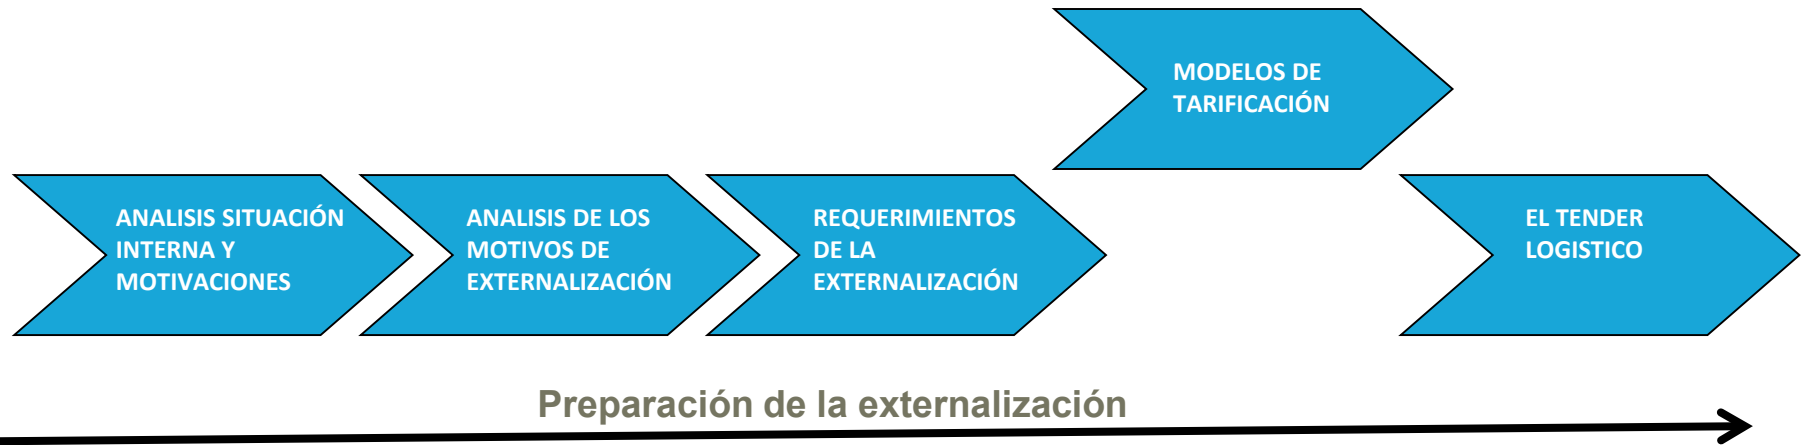 MODELOS DE
TARIFICACIÓN
ANALISIS SITUACIÓN
INTERNA Y
MOTIVACIONES
ANALISIS DE LOS
MOTIVOS DE
EXTERNALIZACIÓN
REQUERIMIENTOS
DE LA
EXTERNALIZACIÓN
EL TENDER
LOGISTICO
Preparación de la externalización